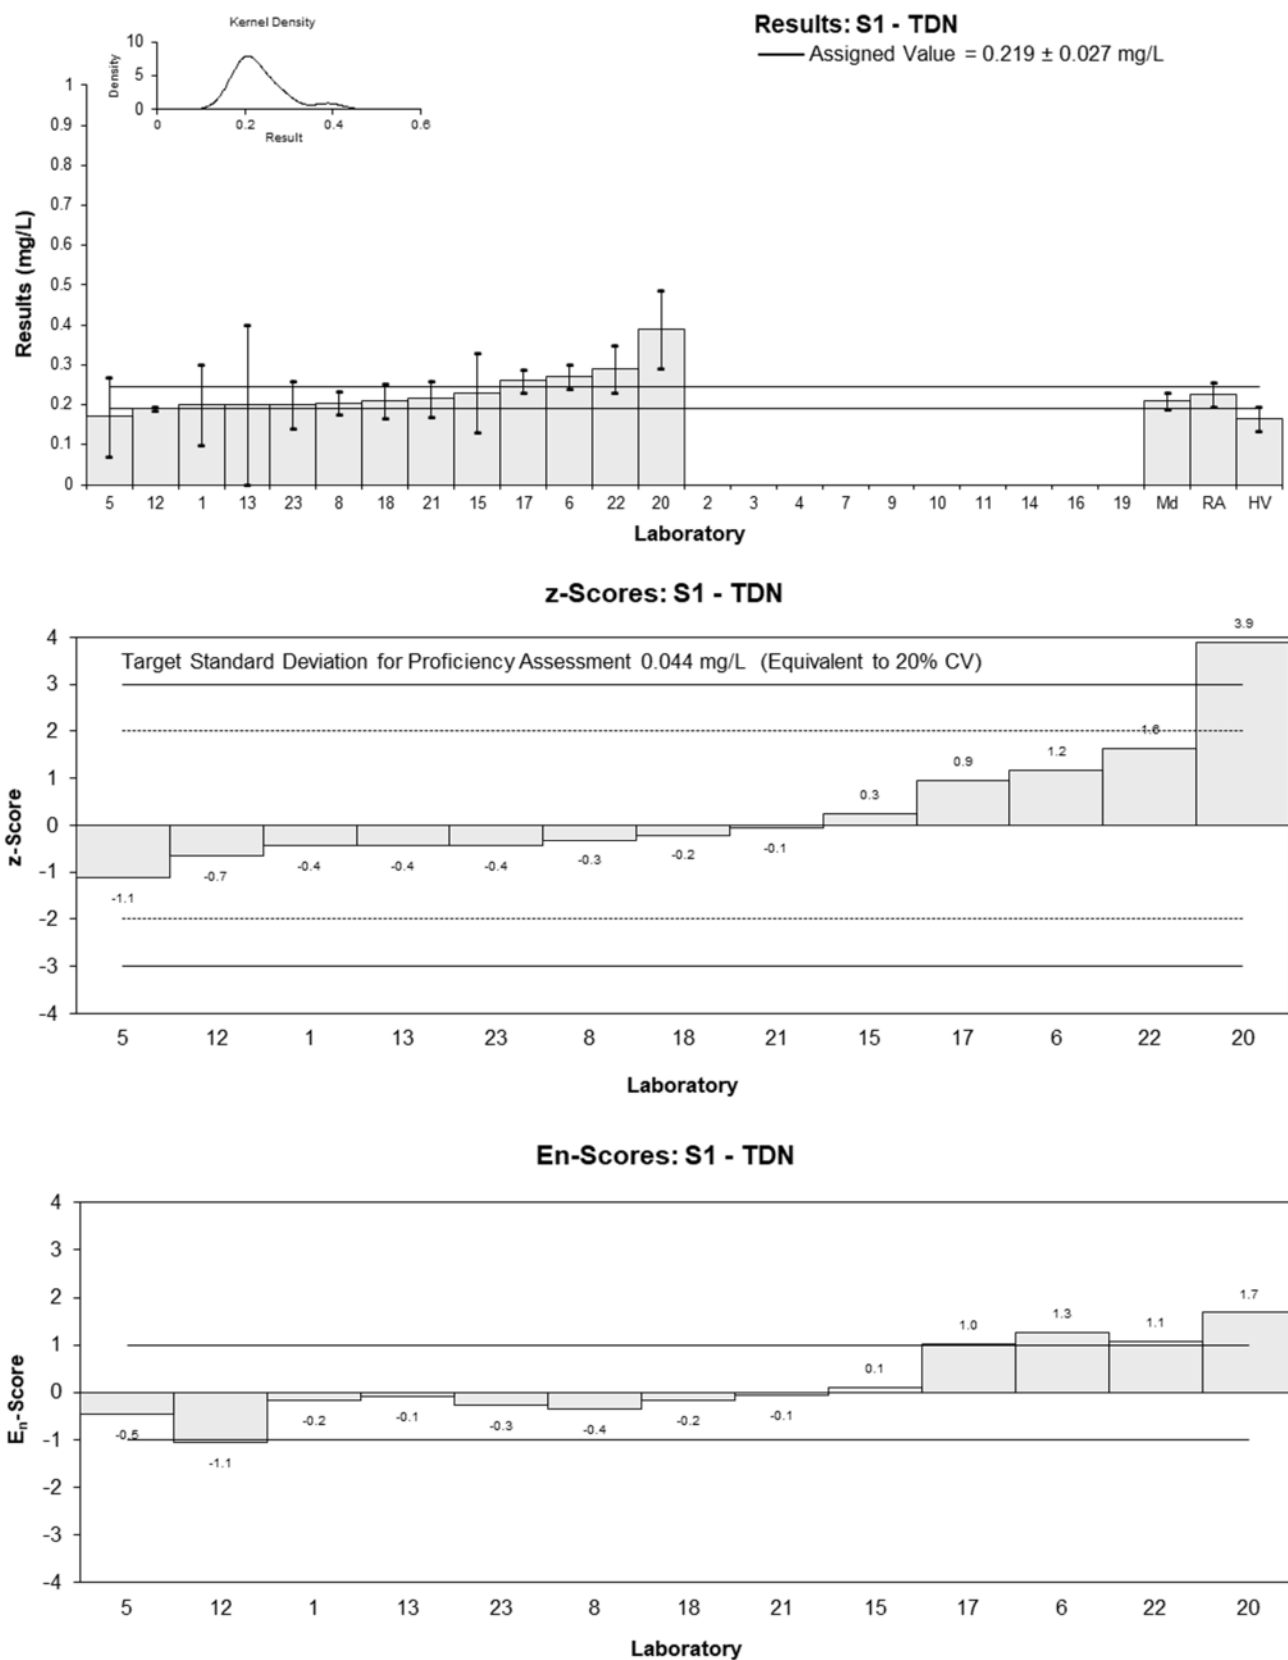 Kernel Density
10
5
0
Density
0 0.2 0.4 0.6
Result
Results: S1 - TDN
Assigned Value = 0.219 ± 0.027 mg/L
1
0.9
0.8
0.7
0.6
0.5
0.4
0.3
0.2
0.1
0
Results (mg/L)
5 12 1 13 23 8 18 21 15 17 6 22 20 2 3 4 7 9 10 11 14 16 19 Md RA HV
Laboratory
z-Scores: S1 - TDN
Target Standard Deviation for Proficiency Assessment 0.044 mg/L (Equivalent to 20% CV)
4
3
2
1
0
-1
-2
-3
-4
z-Score
-1.1 -0.7 -0.4 -0.4 -0.4 -0.3 -0.2 -0.1 0.3 0.9 1.2 1.6 3.9
5 12 1 13 23 8 18 21 15 17 6 22 20
Laboratory
En-Scores: S1 - TDN
4
3
2
1
0
-1
-2
-3
-4
En-Score
-0.5 -1.1 -0.2 -0.1 -0.3 -0.4 -0.2 -0.1 0.1 1.0 1.3 1.1 1.7
5 12 1 13 23 8 18 21 15 17 6 22 20
Laboratory